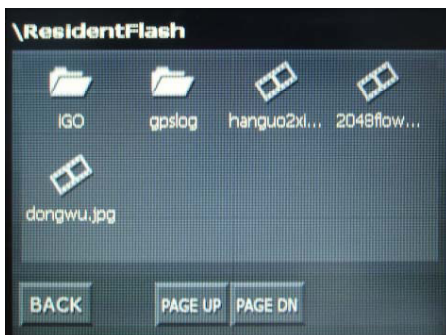 \ResidentFlash
IGO gpslog hanguo2xi... 2048flow...
dongwu.jpg
BACK PAGE UP PAGE DN